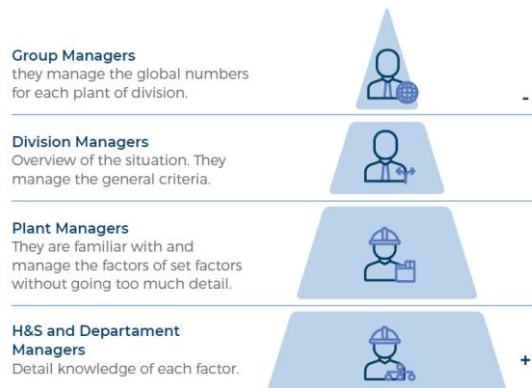 Group Managers
they manage the global numbers
for each plant of division.
-
Division Managers
Overview of the situation. They
manage the general criteria.
Plant Managers
They are familiar with and
manage the factors of set factors
without going too much detail.
H&S and Departament
Managers
Detail knowledge of each factor.
+